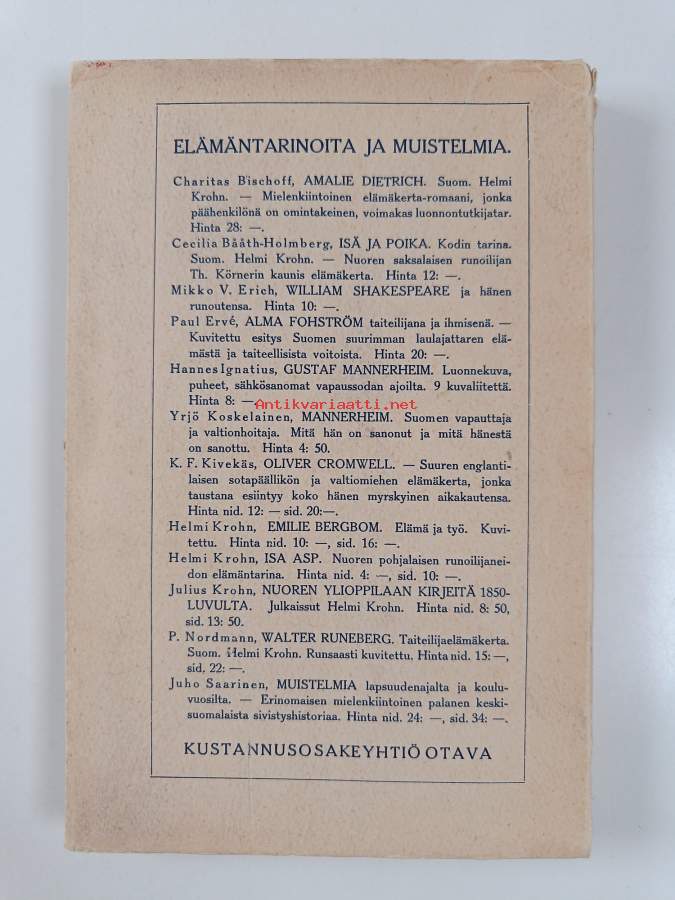 ELÄMÄNTARINOITA JA MUISTELMIA.
Charitas Bischoff, AMALIE DIETRICH. Suom. Helmi
Krohn. — Mielenkiintoinen elämäkerta-romaani, jonka
päähenkilönä on omintakeinen, voimakas luonnontutkijatar.
Hinta 28: —.
Cecilia Bååth-Holmberg, ISÄ JA POIKA. Kodin tarina.
Suom. Helmi Krohn. — Nuoren saksalaisen runoilijan
Th. Körnerin kaunis elämäkerta. Hinta 12: —.
Mikko V. Erich, WILLIAM SHAKESPEARE ja hänen
runoutensa. Hinta 10: —.
Paul Ervé, ALMA FOHSTRÖM taiteilijana ja ihmisenä. —
Kuvitettu esitys Suomen suurimman laulajattaren elä-
mästä ja taiteellisista voitoista. Hinta 20: —.
Hannes Ignatius, GUSTAF MANNERHEIM. Luonnekuva,
puheet, sähkösanomat vapaussodan ajoilta. 9 kuvaliitettä.
Hinta 8: —.
Antikvariaatti.net
Yrjö Koskelainen, MANNERHEIM. Suomen vapauttaja
ja valtionhoitaja. Mitä hän on sanonut ja mitä hänestä
on sanottu. Hinta 4: 50.
K. F. Kivekäs, OLIVER CROMWELL. — Suuren englanti-
laisen sotapäällikön ja valtiomiehen elämäkerta, jonka
taustana esiintyy koko hänen myrskyinen aikakautensa.
Hinta nid. 12: — sid. 20:—.
Helmi Krohn, EMILIE BERGBOM. Elämä ja työ. Kuvi-
tettu. Hinta nid. 10: —, sid. 16: —.
Helmi Krohn, ISA ASP. Nuoren pohjalaisen runoilijanei-
don elämäntarina. Hinta nid. 4: —, sid. 10: —.
Julius Krohn, NUOREN YLIOPPILAAN KIRJEITÄ 1850-
LUVULTA. Julkaissut Helmi Krohn. Hinta nid. 8: 50,
sid. 13: 50.
P. Nordmann, WALTER RUNEBERG. Taiteilijaelämäkerta.
Suom. Helmi Krohn. Runsaasti kuvitettu. Hinta nid. 15: —,
sid. 22: —.
Juho Saarinen, MUISTELMIA lapsuudenajalta ja koulu-
vuosilta. — Erinomaisen mielenkiintoinen palanen keski-
suomalaista sivistyshistoriaa. Hinta nid. 24: —, sid. 34: —.
KUSTANNUSOSAKEYHTIÖ OTAVA